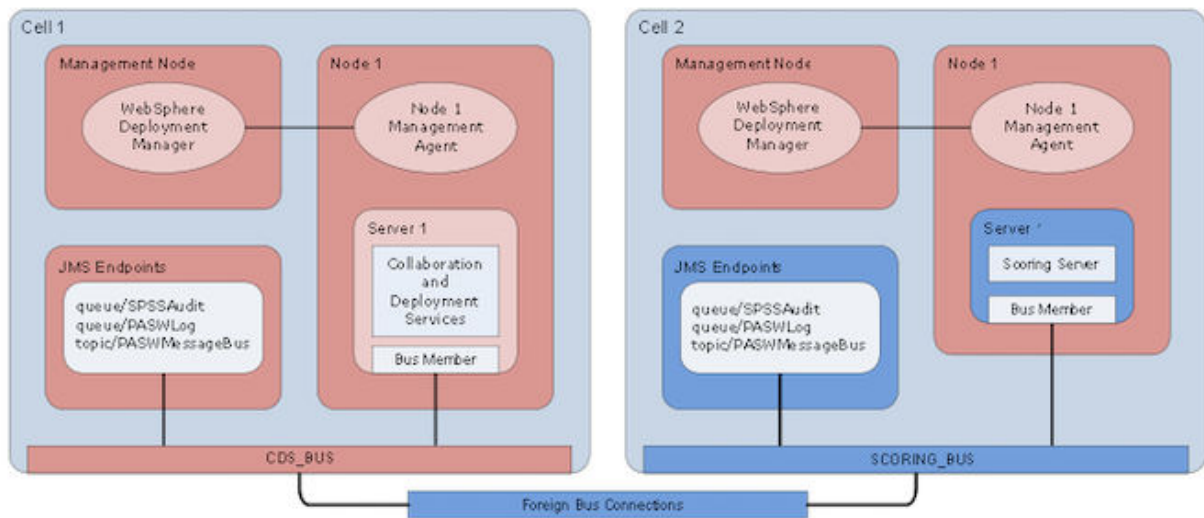 Cell 1
Management Node
WebSphere
Deployment
Manager
Node 1
Node 1
Management
Agent
Server 1
Collaboration
and
Deployment
Services
Bus Member
JMS Endpoints
queue/SPSSAudit
queue/PASWLog
topic/PASWMessageBus
CDS_BUS
Cell 2
Management Node
WebSphere
Deployment
Manager
Node 1
Node 1
Management
Agent
Server
Scoring Server
Bus Member
JMS Endpoints
queue/SPSSAudit
queue/PASWLog
topic/PASWMessageBus
SCORING_BUS
Foreign Bus Connections